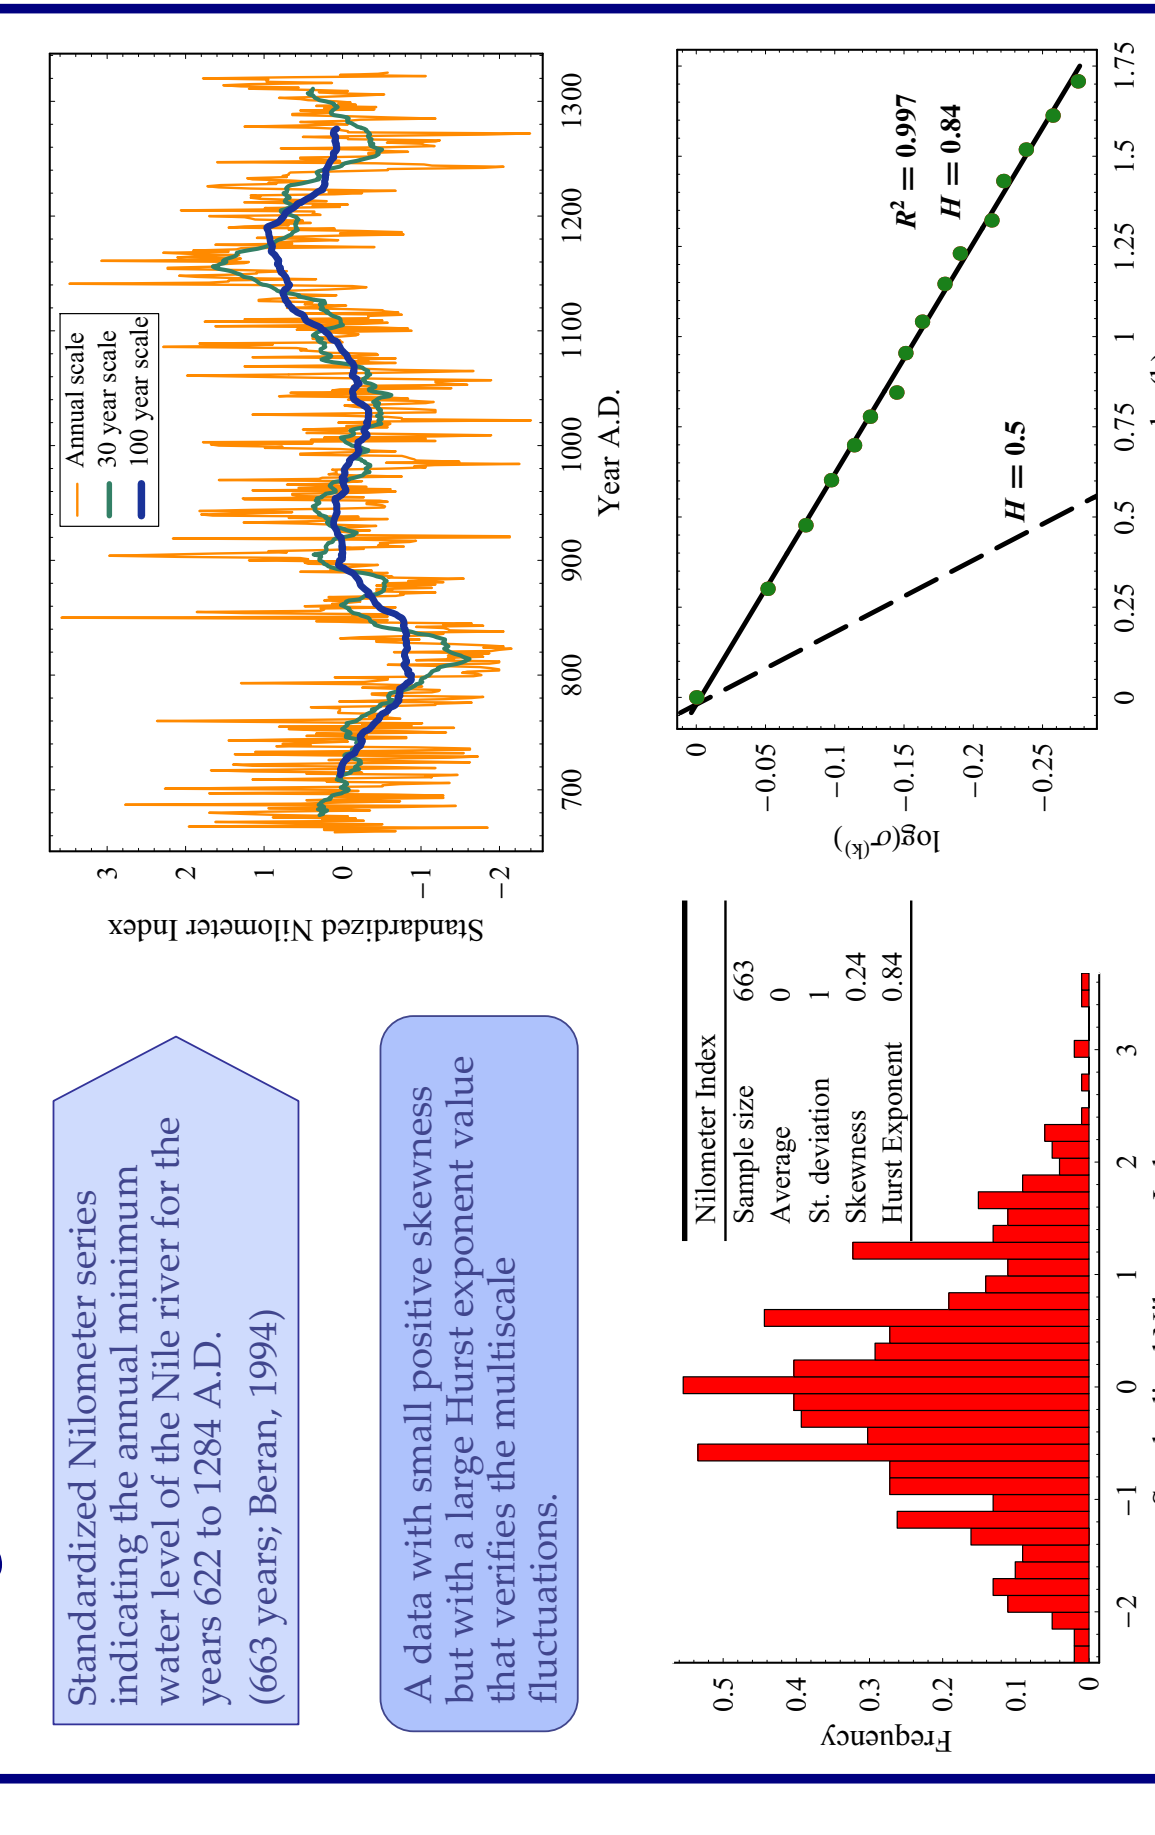 Standardized Nilometer series
indicating the annual minimum
water level of the Nile river for the
years 622 to 1284 A.D.
(663 years; Beran, 1994)
A data with small positive skewness
but with a large Hurst exponent value
that verifies the multiscale
fluctuations.
Standardized Nilometer Index
3
2
1
0
−1
−2
Annual scale
30 year scale
100 year scale
700
800
900
1000
1100
1200
1300
Year A.D.
Frequency
0.5
0.4
0.3
0.2
0.1
0
−2
−1
0
1
2
3
Nilometer Index
Sample size 663
Average 0
St. deviation 1
Skewness 0.24
Hurst Exponent 0.84
log(σ(k))
0
−0.05
−0.1
−0.15
−0.2
−0.25
R² = 0.997
H = 0.84
H = 0.5
0
0.25
0.5
0.75
1
1.25
1.5
1.75